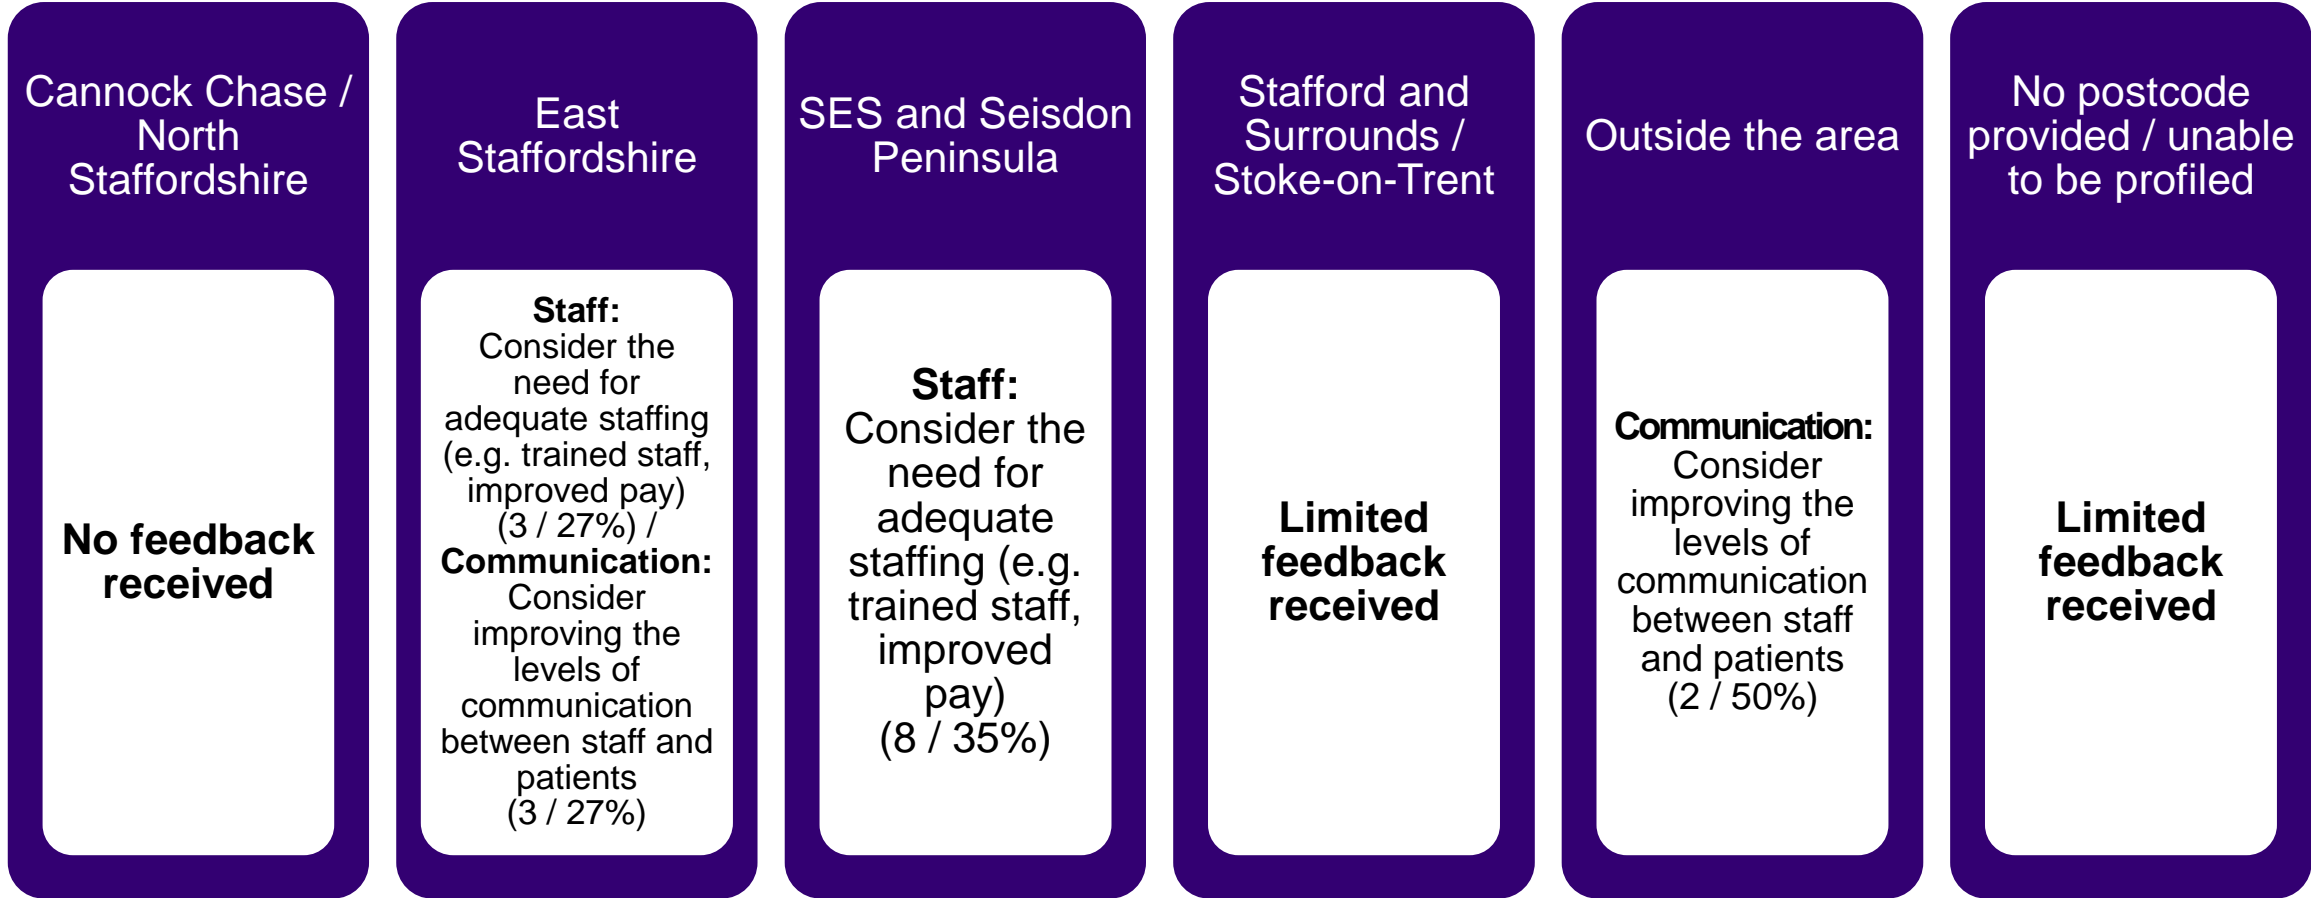 Cannock Chase /
North
Staffordshire
No feedback
received
East
Staffordshire
Staff:
Consider the
need for
adequate staffing
(e.g. trained staff,
improved pay)
(3 / 27%) /
Communication:
Consider
improving the
levels of
communication
between staff and
patients
(3 / 27%)
SES and Seisdon
Peninsula
Staff:
Consider the
need for
adequate
staffing (e.g.
trained staff,
improved
pay)
(8 / 35%)
Stafford and
Surrounds /
Stoke-on-Trent
Limited
feedback
received
Outside the area
Communication:
Consider
improving the
levels of
communication
between staff
and patients
(2 / 50%)
No postcode
provided / unable
to be profiled
Limited
feedback
received